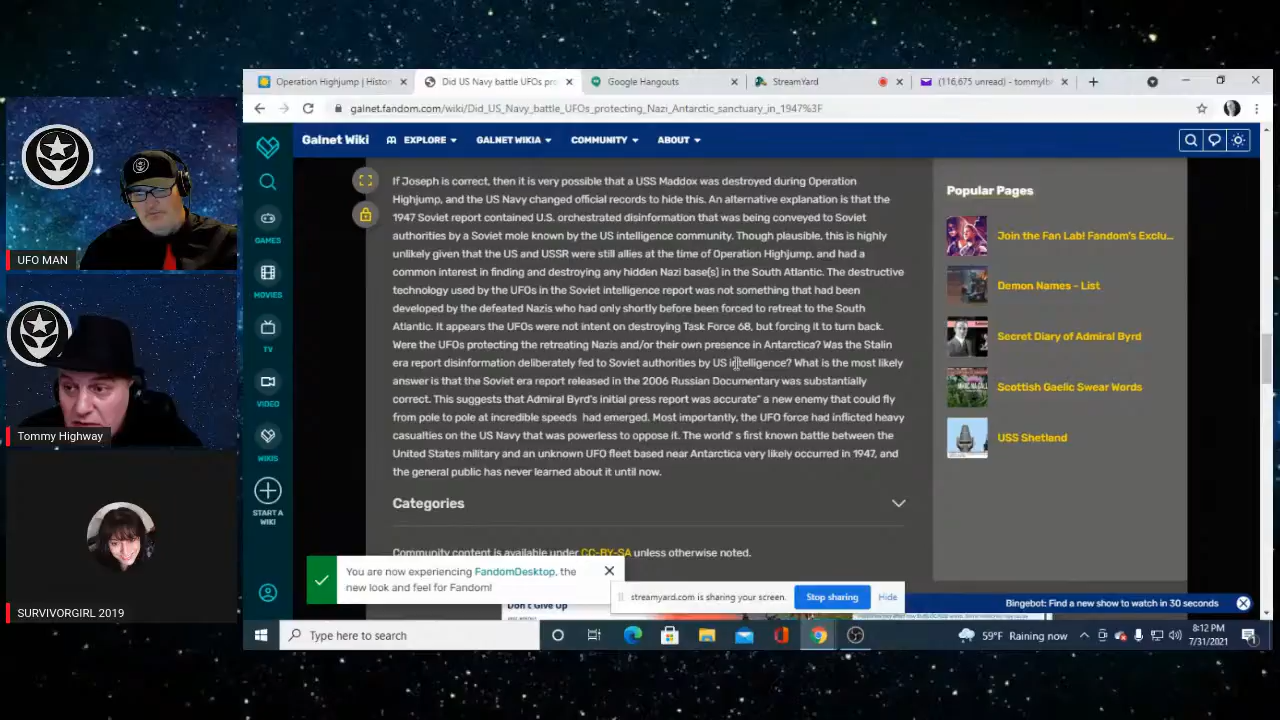 Operation Highjump | Histor
Did US Navy battle UFOs pro
Google Hangouts
StreamYard
(116,675 unread) - tommylb
galnet.fandom.com/wiki/Did_US_Navy_battle_UFOs_protecting_Nazi_Antarctic_sanctuary_in_1947%3F
Galnet Wiki
EXPLORE
GALNET WIKIA
COMMUNITY
ABOUT
GAMES
MOVIES
TV
VIDEO
WIKIS
START A
WIKI
If Joseph is correct, then it is very possible that a USS Maddox was destroyed during Operation
Highjump, and the US Navy changed official records to hide this. An alternative explanation is that the
1947 Soviet report contained U.S. orchestrated disinformation that was being conveyed to Soviet
authorities by a Soviet mole known by the US intelligence community. Though plausible, this is highly
unlikely given that the US and USSR were still allies at the time of Operation Highjump, and had a
common interest in finding and destroying any hidden Nazi base(s) in the South Atlantic. The destructive
technology used by the UFOs in the Soviet intelligence report was not something that had been
developed by the defeated Nazis who had only shortly before been forced to retreat to the South
Atlantic. It appears the UFOs were not intent on destroying Task Force 68, but forcing it to turn back.
Were the UFOs protecting the retreating Nazis and/or their own presence in Antarctica? Was the Stalin
era report disinformation deliberately fed to Soviet authorities by US intelligence? What is the most likely
answer is that the Soviet era report released in the 2006 Russian Documentary was substantially
correct. This suggests that Admiral Byrd's initial press report was accurate" a new enemy that could fly
from pole to pole at incredible speeds had emerged. Most importantly, the UFO force had inflicted heavy
casualties on the US Navy that was powerless to oppose it. The world' s first known battle between the
United States military and an unknown UFO fleet based near Antarctica very likely occurred in 1947, and
the general public has never learned about it until now.
Categories
Community content is available under CC-BY-SA unless otherwise noted.
Popular Pages
Join the Fan Lab! Fandom's Exclu...
Demon Names - List
Secret Diary of Admiral Byrd
Scottish Gaelic Swear Words
USS Shetland
You are now experiencing FandomDesktop, the
new look and feel for Fandom!
Don't Give Up
streamyard.com is sharing your screen.
Stop sharing
Hide
Bingebot: Find a new show to watch in 30 seconds
Type here to search
59°F Raining now
8:12 PM
7/31/2021
UFO MAN
Tommy Highway
SURVIVORGIRL 2019